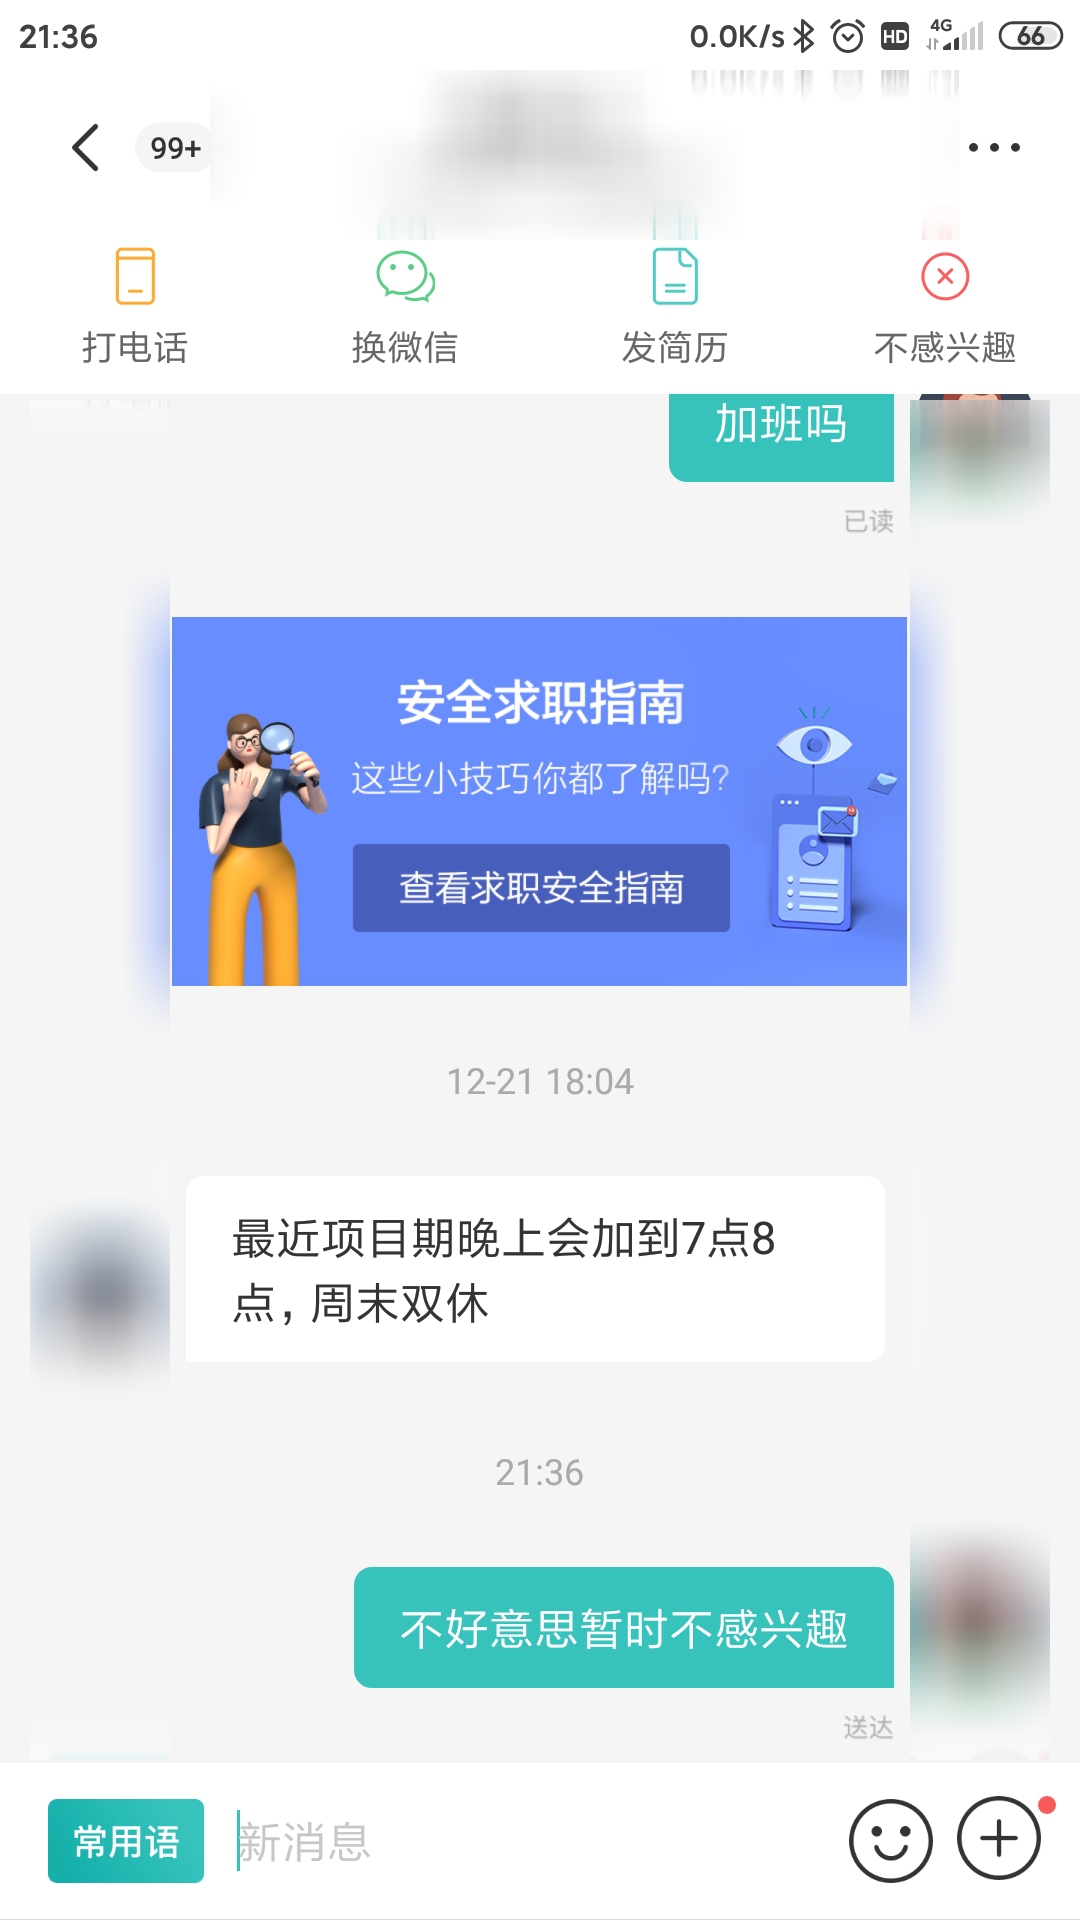 21:36
0.0K/s
HD
4G
66
99+
打电话
换微信
发简历
不感兴趣
加班吗
已读
安全求职指南
这些小技巧你都了解吗?
查看求职安全指南
12-21 18:04
最近项目期晚上会加到7点8
点，周末双休
21:36
不好意思暂时不感兴趣
送达
常用语
新消息